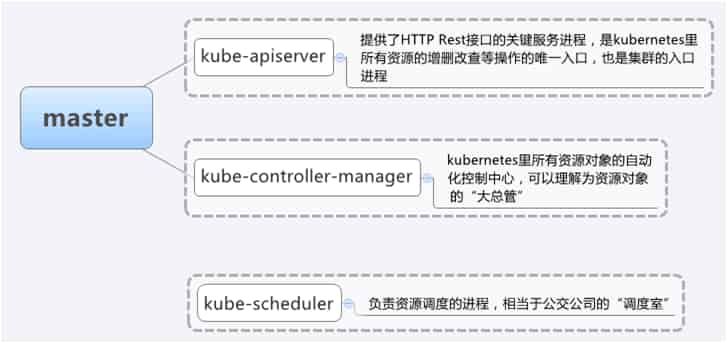 master
kube-apiserver
提供了HTTP Rest接口的关键服务进程，是kubernetes里
所有资源的增删改查等操作的唯一入口，也是集群的入口
进程
kube-controller-manager
kubernetes里所有资源对象的自动
化控制中心，可以理解为资源对象
的“大总管”
kube-scheduler
负责资源调度的进程，相当于公交公司的“调度室”